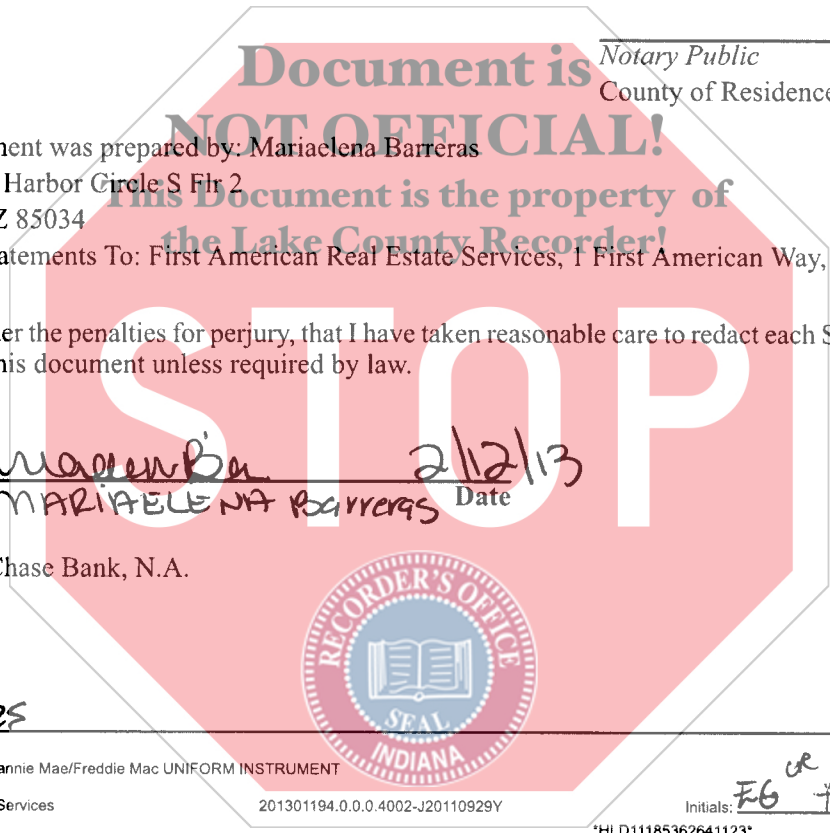 Document is
Notary Public
County of Residence
NOT OFFICIAL!
ent was prepared by: Mariaelena Barreras
Harbor Circle S Flr 2
This Document is the property of
Z 85034
the Lake County Recorder!
atements To: First American Real Estate Services, 1 First American Way,
er the penalties for perjury, that I have taken reasonable care to redact each S
his document unless required by law.
STOP
2/12/13
MARIAELENA Barreras
Date
Chase Bank, N.A.
RECORDER'S OFFICE
SEAL
INDIANA
es
annie Mae/Freddie Mac UNIFORM INSTRUMENT
Services
201301194.0.0.0.4002-J20110929Y
Initials: EG
*HLD11185362641123*